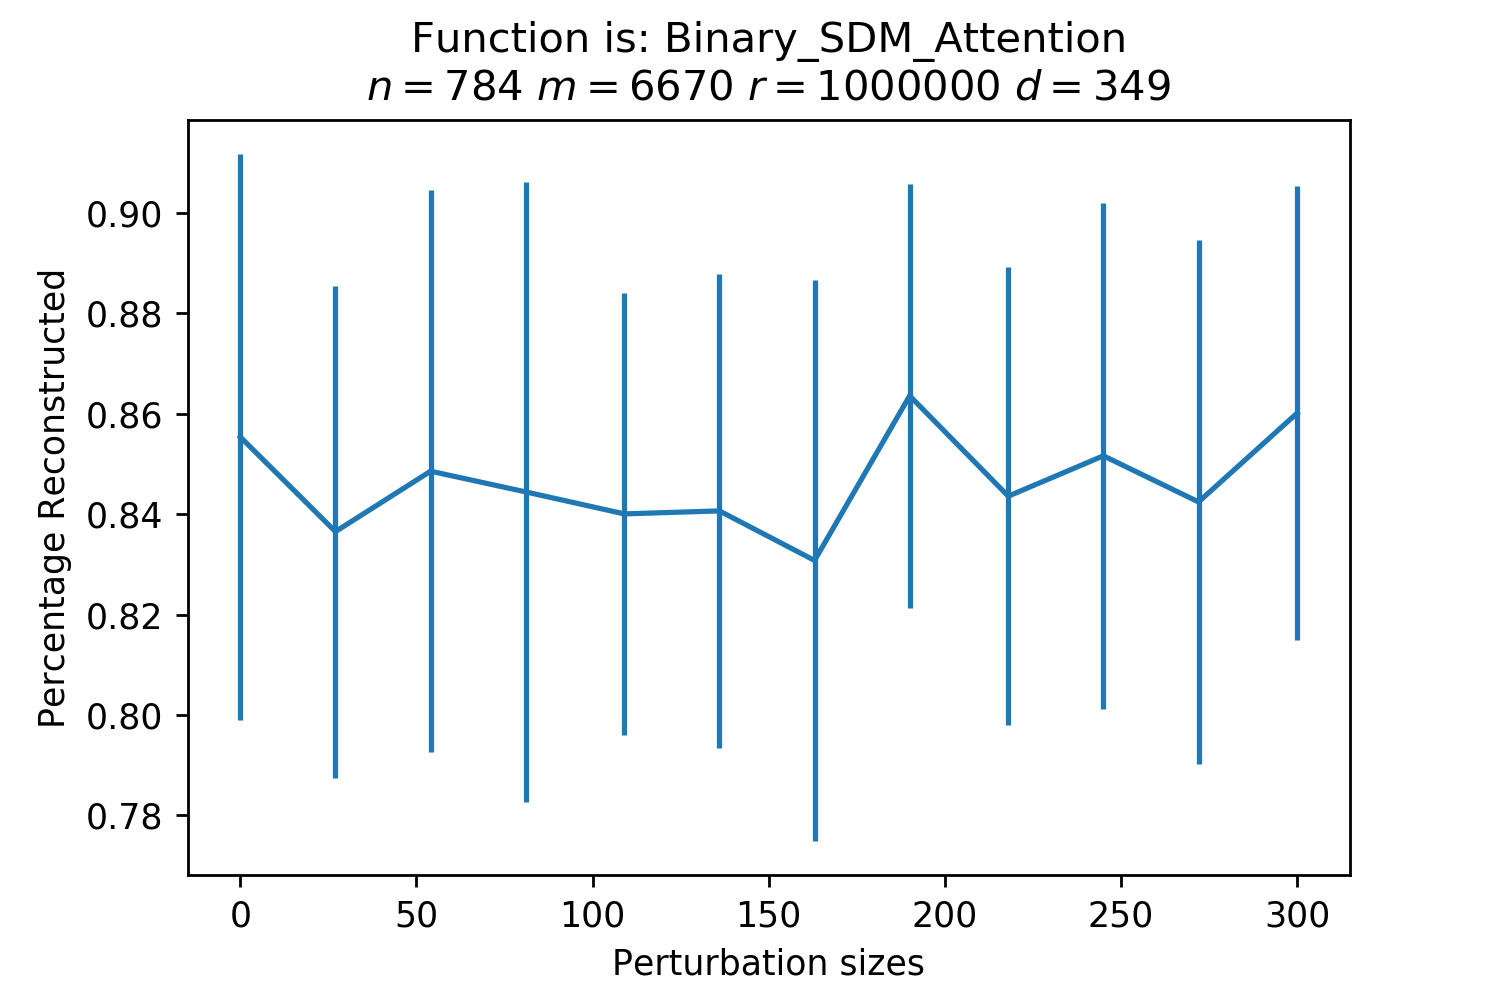 Function is: Binary_SDM_Attention
n = 784 m = 6670 r = 1000000 d = 349
Percentage Reconstructed
0.90
0.88
0.86
0.84
0.82
0.80
0.78
0 50 100 150 200 250 300
Perturbation sizes